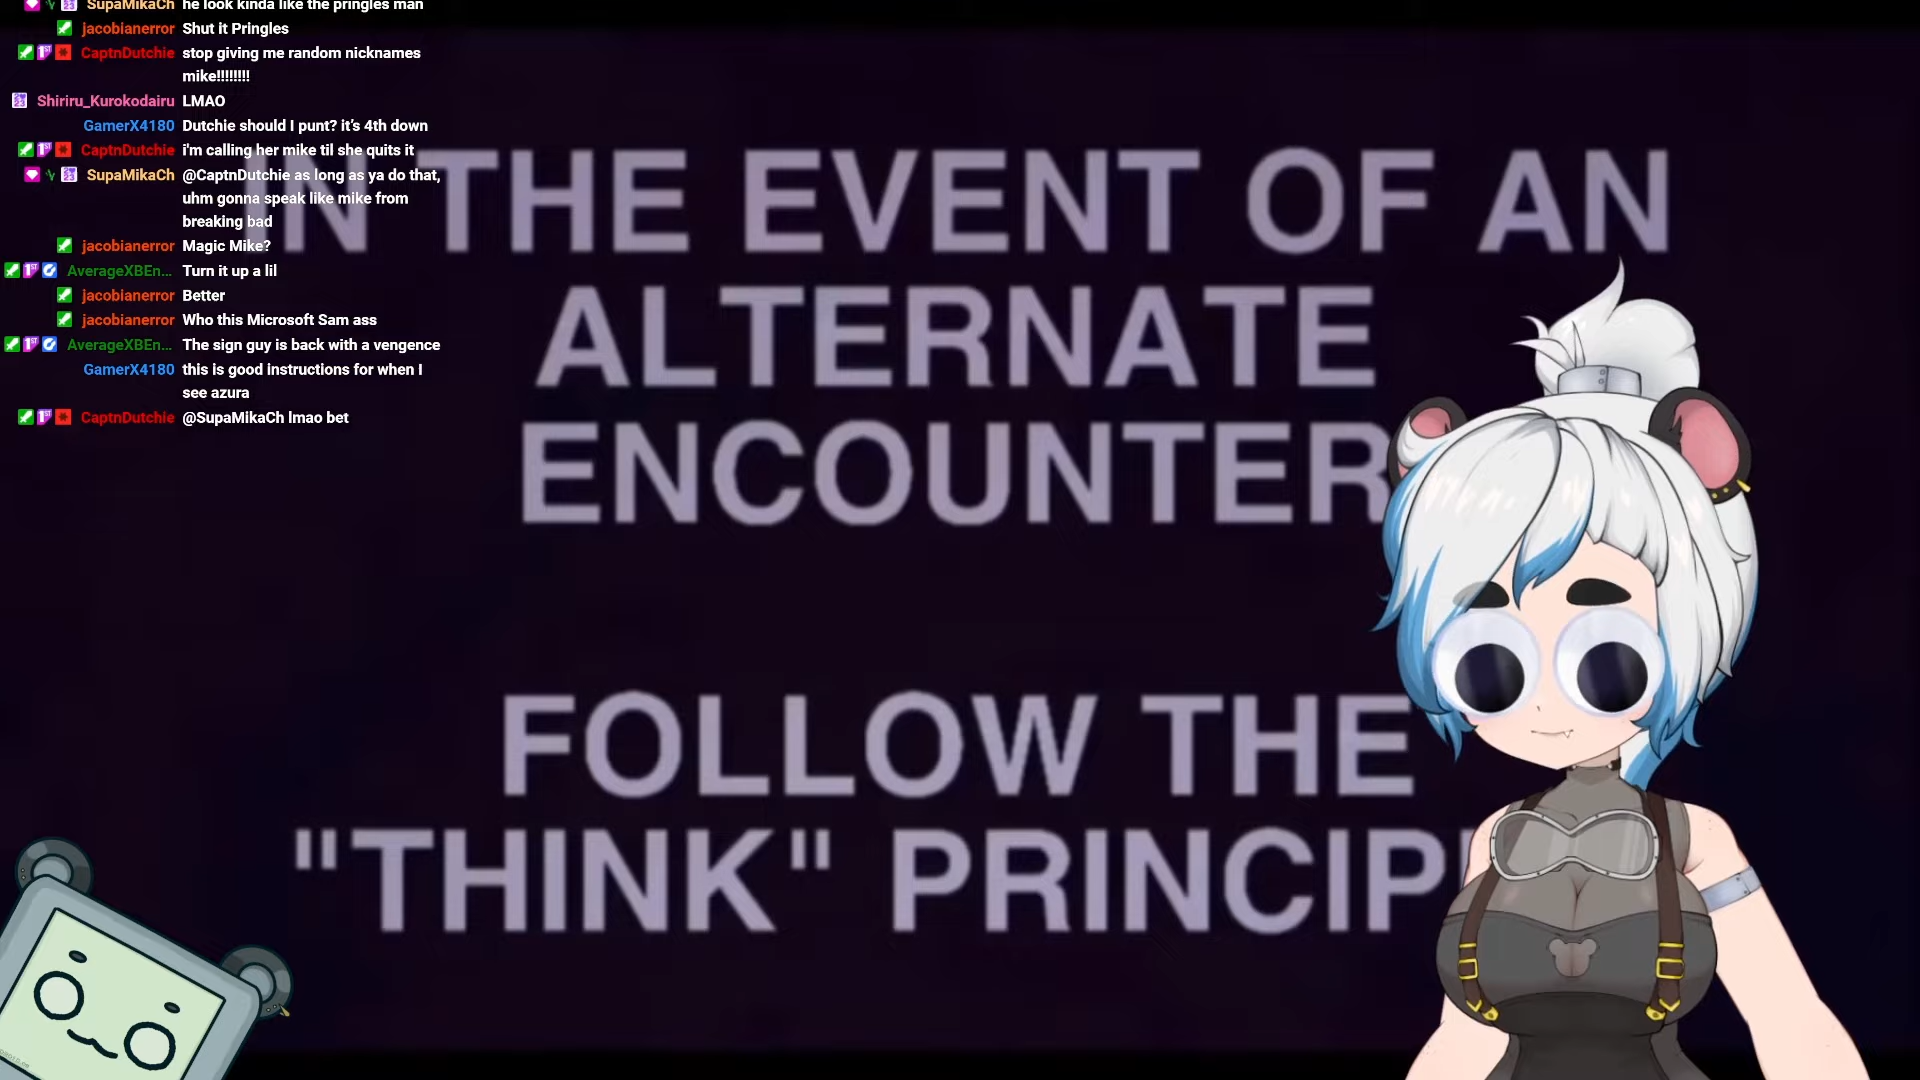 SupaMikaCh he look kinda like the pringles man
jacobianerror Shut it Pringles
CaptnDutchie stop giving me random nicknames
mike!!!!!!!!
Shiriru_Kurokodairu LMAO
GamerX4180 Dutchie should I punt? it’s 4th down
CaptnDutchie i'm calling her mike til she quits it
SupaMikaCh @CaptnDutchie as long as ya do that,
uhm gonna speak like mike from
breaking bad
jacobianerror Magic Mike?
AverageXBEn... Turn it up a lil
jacobianerror Better
jacobianerror Who this Microsoft Sam ass
AverageXBEn... The sign guy is back with a vengence
GamerX4180 this is good instructions for when I
see azura
CaptnDutchie @SupaMikaCh lmao bet
IN THE EVENT OF AN
ALTERNATE
ENCOUNTER
FOLLOW THE
"THINK" PRINCIP